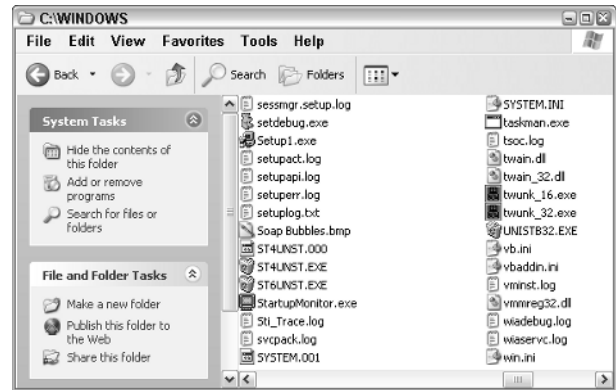 C:\WINDOWS
File Edit View Favorites Tools Help
Back Search Folders
System Tasks
Hide the contents of
this folder
Add or remove
programs
Search for files or
folders
File and Folder Tasks
Make a new folder
Publish this folder to
the Web
Share this folder
sessmgr.setup.log
setdebug.exe
Setup1.exe
setupact.log
setupapi.log
setuperr.log
setuplog.txt
Soap Bubbles.bmp
ST4UNST.000
ST4UNST.EXE
ST6UNST.EXE
StartupMonitor.exe
Sti_Trace.log
svcpack.log
SYSTEM.001
SYSTEM.INI
taskman.exe
tsoc.log
twain.dl
twain_32.dl
twunk_16.exe
twunk_32.exe
UNISTB32.EXE
vb.ini
vbaddin.ini
vminst.log
vmmreg32.dl
wiadebug.log
wiaservc.log
win.ini